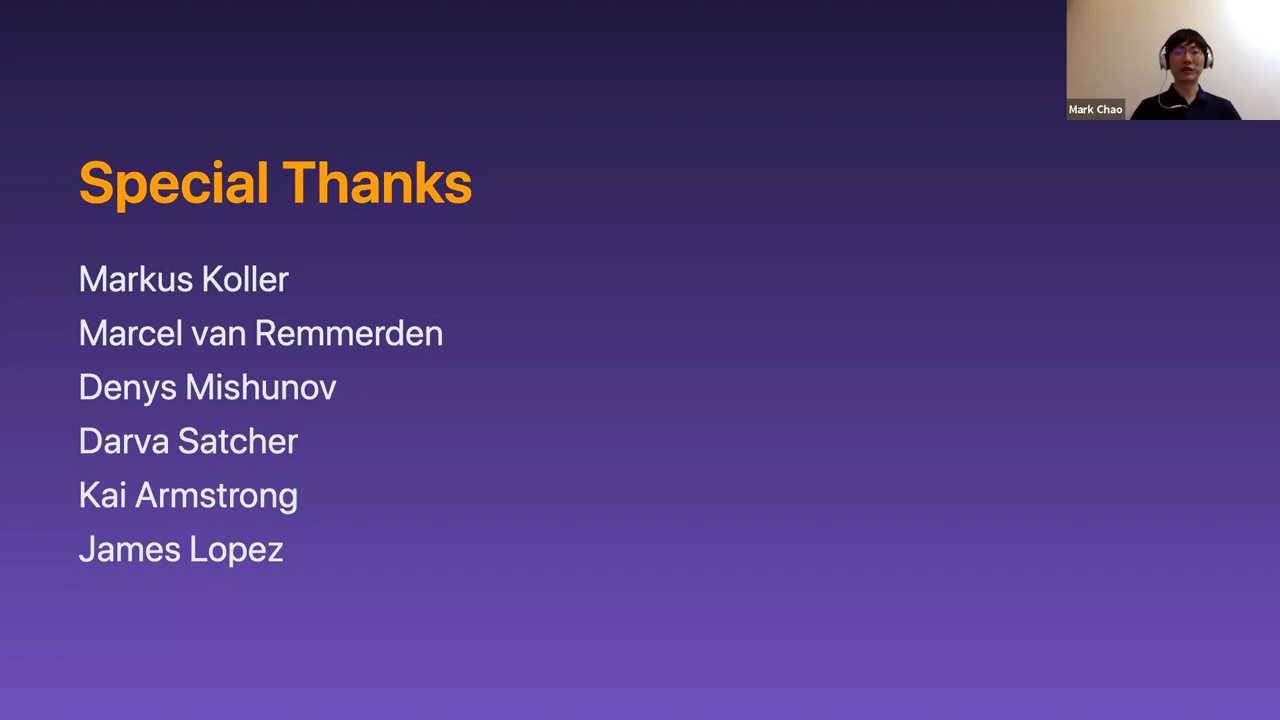 Mark Chao
Special Thanks
Markus Koller
Marcel van Remmerden
Denys Mishunov
Darva Satcher
Kai Armstrong
James Lopez